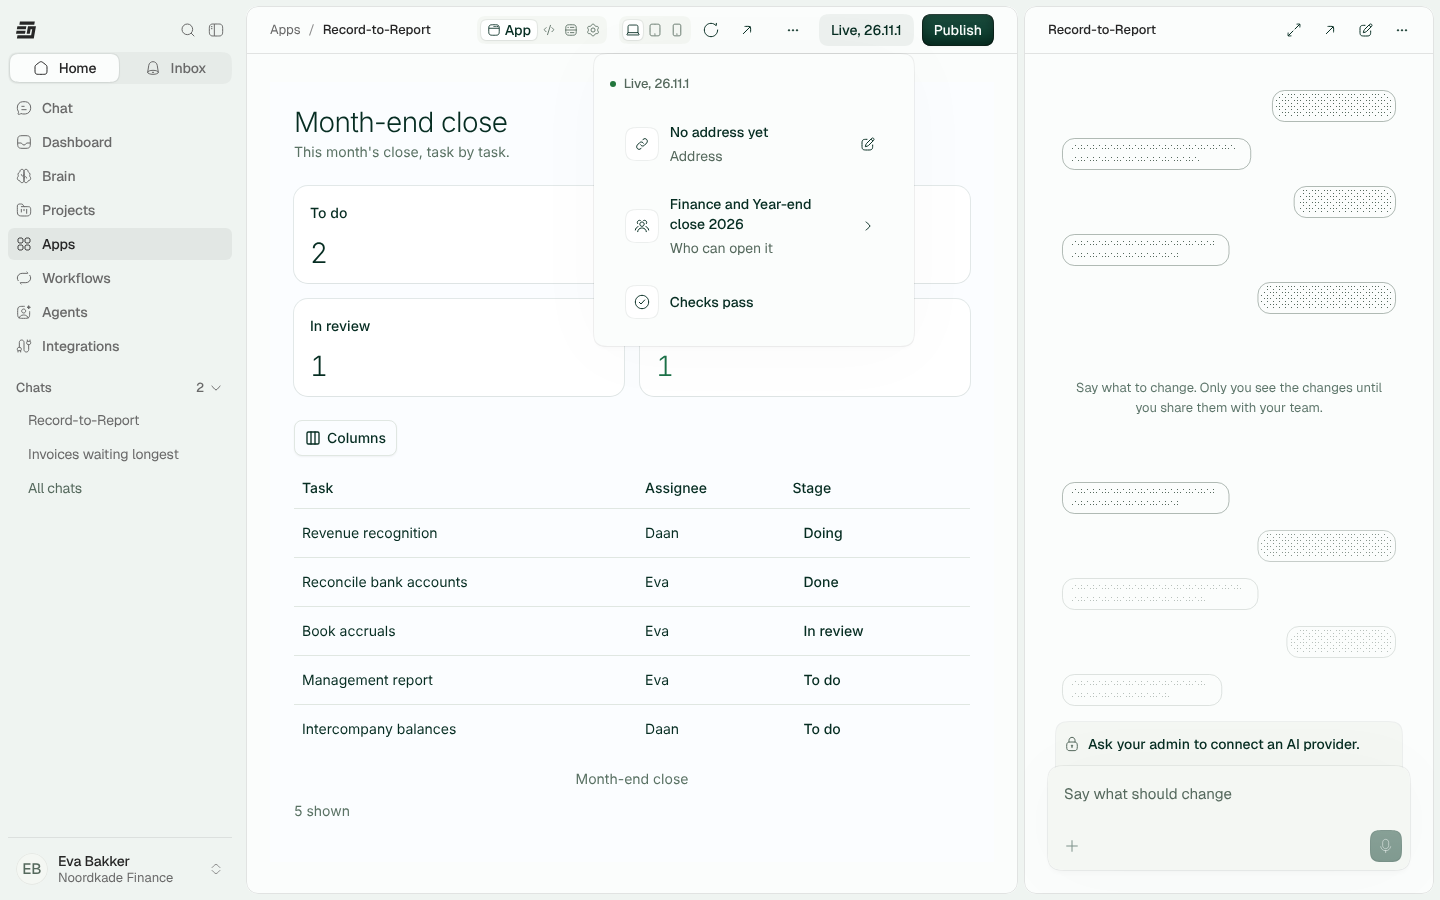 Home
Inbox
Chat
Dashboard
Brain
Projects
Apps
Workflows
Agents
Integrations
Chats 2
Record-to-Report
Invoices waiting longest
All chats
EB
Eva Bakker
Noordkade Finance
Apps / Record-to-Report
App
Live, 26.11.1
Publish
Month-end close
This month's close, task by task.
To do
2
In review
1
1
Live, 26.11.1
No address yet
Address
Finance and Year-end
close 2026
Who can open it
Checks pass
Columns
Task Assignee Stage
Revenue recognition Daan Doing
Reconcile bank accounts Eva Done
Book accruals Eva In review
Management report Eva To do
Intercompany balances Daan To do
Month-end close
5 shown
Record-to-Report
Say what to change. Only you see the changes until
you share them with your team.
Ask your admin to connect an AI provider.
Say what should change